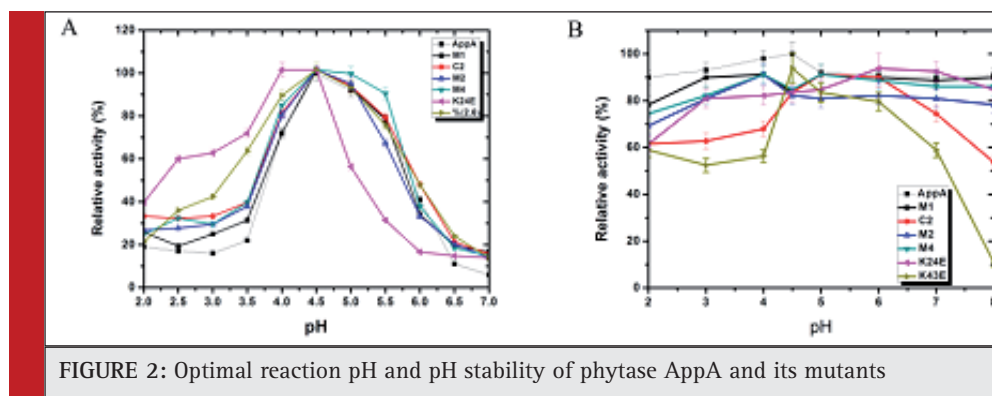 A
120
100
80
60
40
20
0
Relative activity (%)
2.0 2.5 3.0 3.5 4.0 4.5 5.0 5.5 6.0 6.5 7.0
pH
AppA
M1
C2
M2
M4
K24E
B
100
80
60
40
20
0
Relative activity (%)
2 3 4 5 6 7 8
pH
AppA
M1
C2
M2
M4
K24E
K43E
FIGURE 2: Optimal reaction pH and pH stability of phytase AppA and its mutants